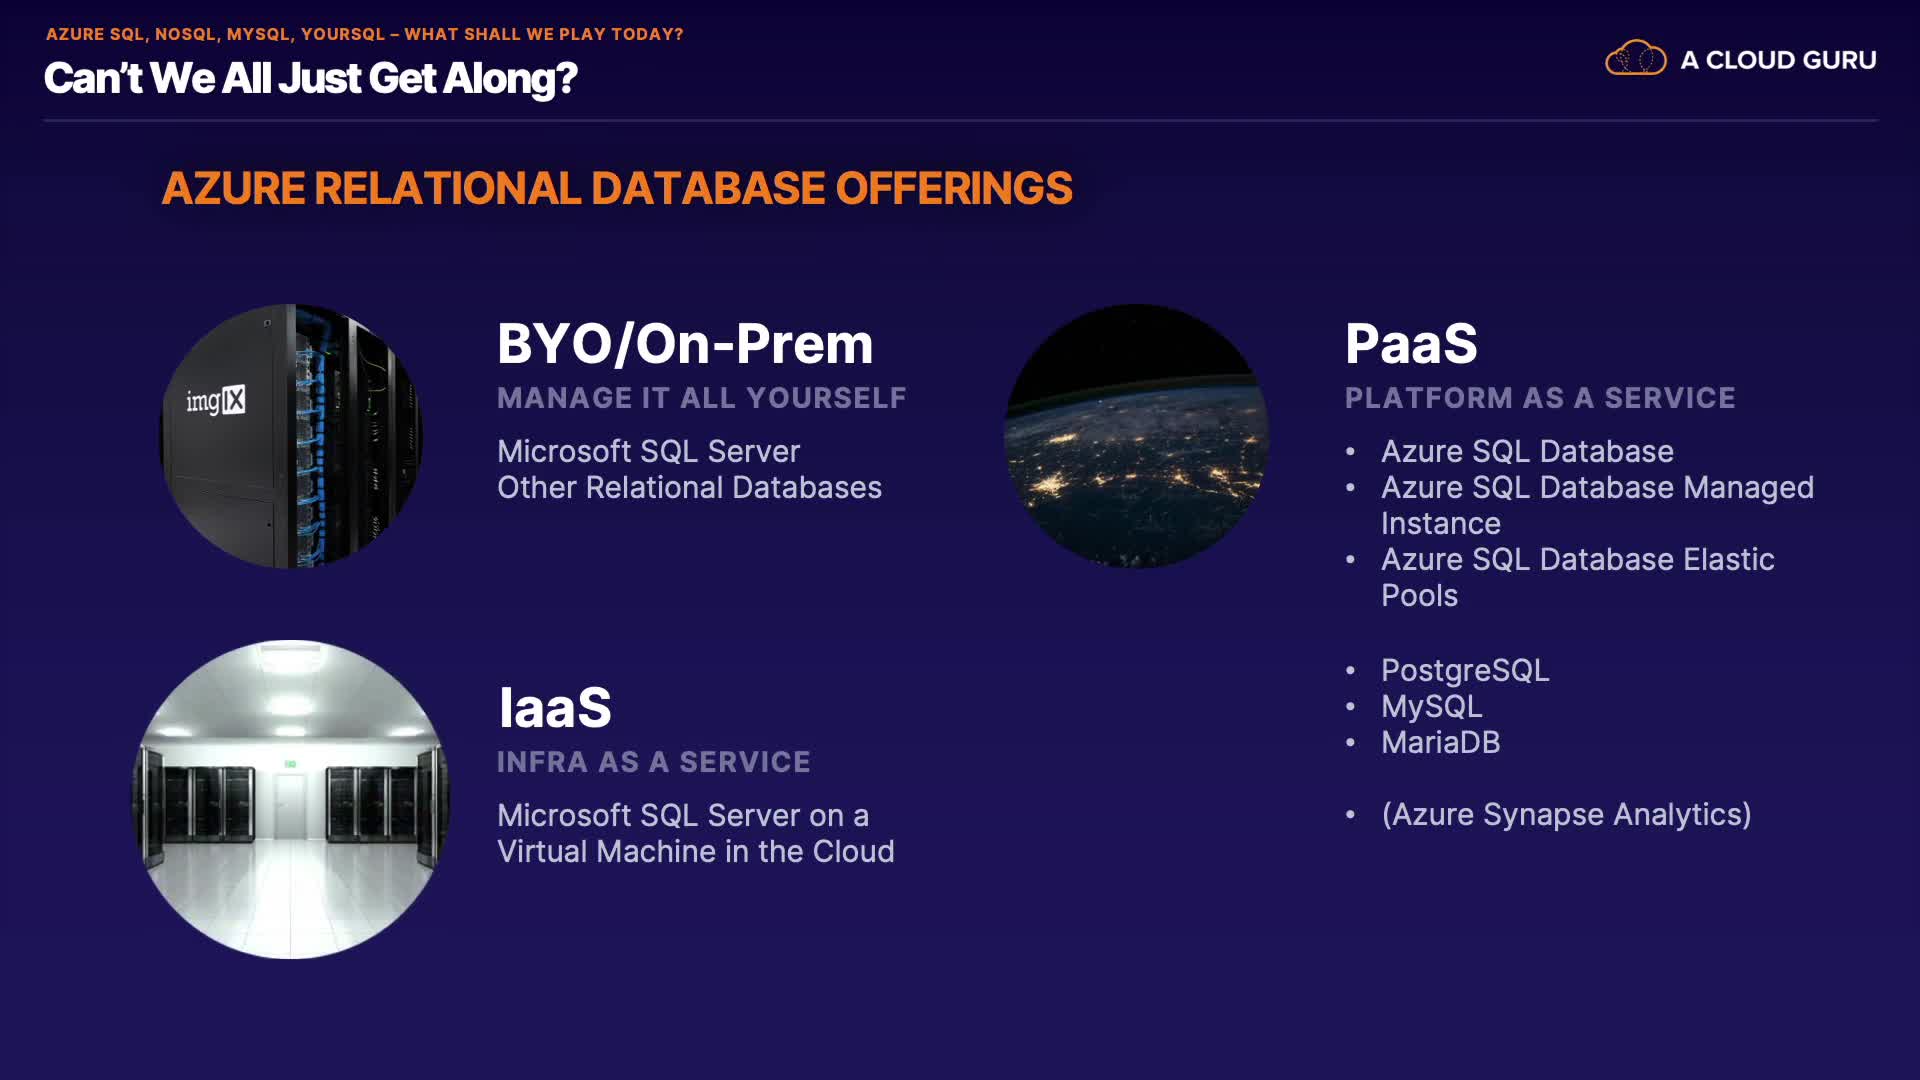 AZURE SQL, NOSQL, MYSQL, YOURSQL – WHAT SHALL WE PLAY TODAY?
Can't We All Just Get Along?
A CLOUD GURU
AZURE RELATIONAL DATABASE OFFERINGS
imgIX
BYO/On-Prem
MANAGE IT ALL YOURSELF
Microsoft SQL Server
Other Relational Databases
IaaS
INFRA AS A SERVICE
Microsoft SQL Server on a
Virtual Machine in the Cloud
PaaS
PLATFORM AS A SERVICE
• Azure SQL Database
• Azure SQL Database Managed
Instance
• Azure SQL Database Elastic
Pools
• PostgreSQL
• MySQL
• MariaDB
• (Azure Synapse Analytics)